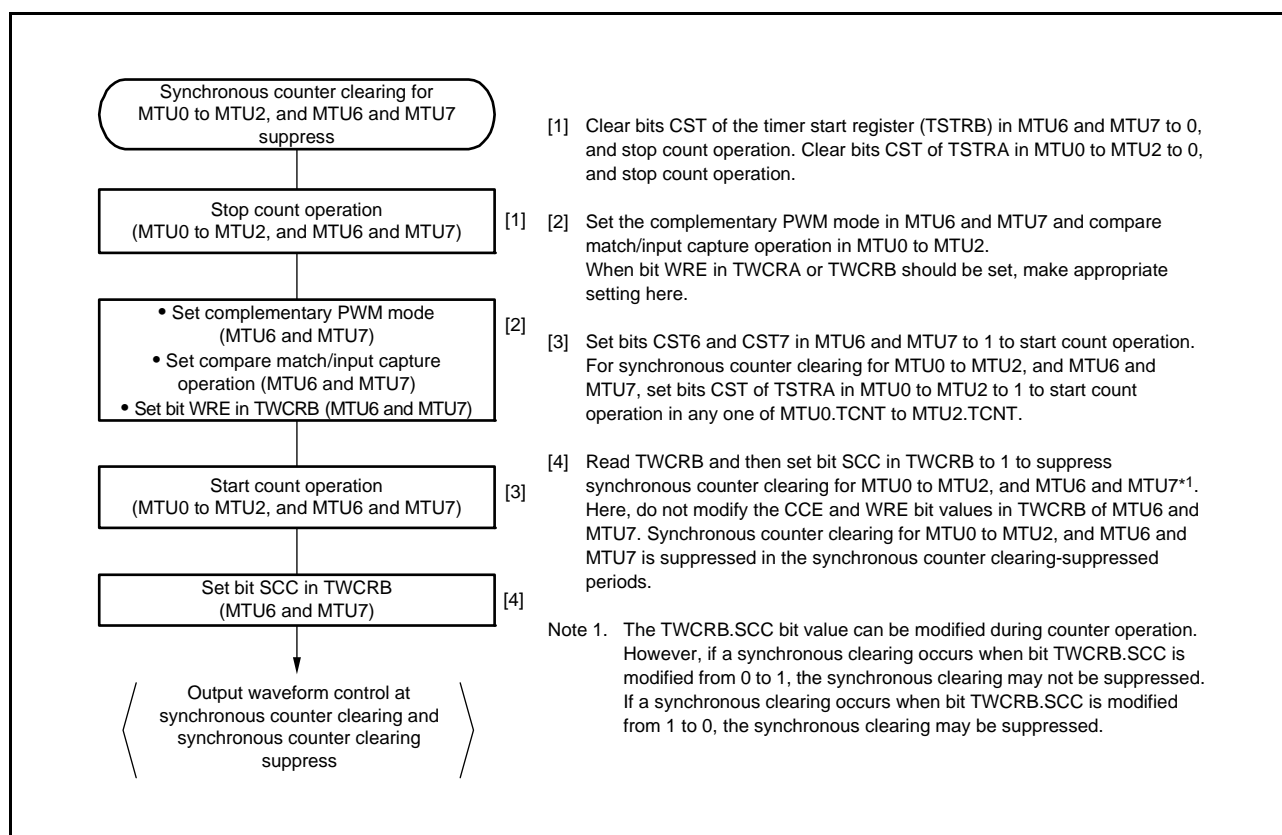 Synchronous counter clearing for
MTU0 to MTU2, and MTU6 and MTU7
suppress
Stop count operation
(MTU0 to MTU2, and MTU6 and MTU7)
[1]
• Set complementary PWM mode
(MTU6 and MTU7)
• Set compare match/input capture
operation (MTU6 and MTU7)
• Set bit WRE in TWCRB (MTU6 and MTU7)
[2]
Start count operation
(MTU0 to MTU2, and MTU6 and MTU7)
[3]
Set bit SCC in TWCRB
(MTU6 and MTU7)
[4]
Output waveform control at
synchronous counter clearing and
synchronous counter clearing
suppress
[1] Clear bits CST of the timer start register (TSTRB) in MTU6 and MTU7 to 0,
and stop count operation. Clear bits CST of TSTRA in MTU0 to MTU2 to 0,
and stop count operation.
[2] Set the complementary PWM mode in MTU6 and MTU7 and compare
match/input capture operation in MTU0 to MTU2.
When bit WRE in TWCRA or TWCRB should be set, make appropriate
setting here.
[3] Set bits CST6 and CST7 in MTU6 and MTU7 to 1 to start count operation.
For synchronous counter clearing for MTU0 to MTU2, and MTU6 and
MTU7, set bits CST of TSTRA in MTU0 to MTU2 to 1 to start count
operation in any one of MTU0.TCNT to MTU2.TCNT.
[4] Read TWCRB and then set bit SCC in TWCRB to 1 to suppress
synchronous counter clearing for MTU0 to MTU2, and MTU6 and MTU7*1.
Here, do not modify the CCE and WRE bit values in TWCRB of MTU6 and
MTU7. Synchronous counter clearing for MTU0 to MTU2, and MTU6 and
MTU7 is suppressed in the synchronous counter clearing-suppressed
periods.
Note 1. The TWCRB.SCC bit value can be modified during counter operation.
However, if a synchronous clearing occurs when bit TWCRB.SCC is
modified from 0 to 1, the synchronous clearing may not be suppressed.
If a synchronous clearing occurs when bit TWCRB.SCC is modified
from 1 to 0, the synchronous clearing may be suppressed.